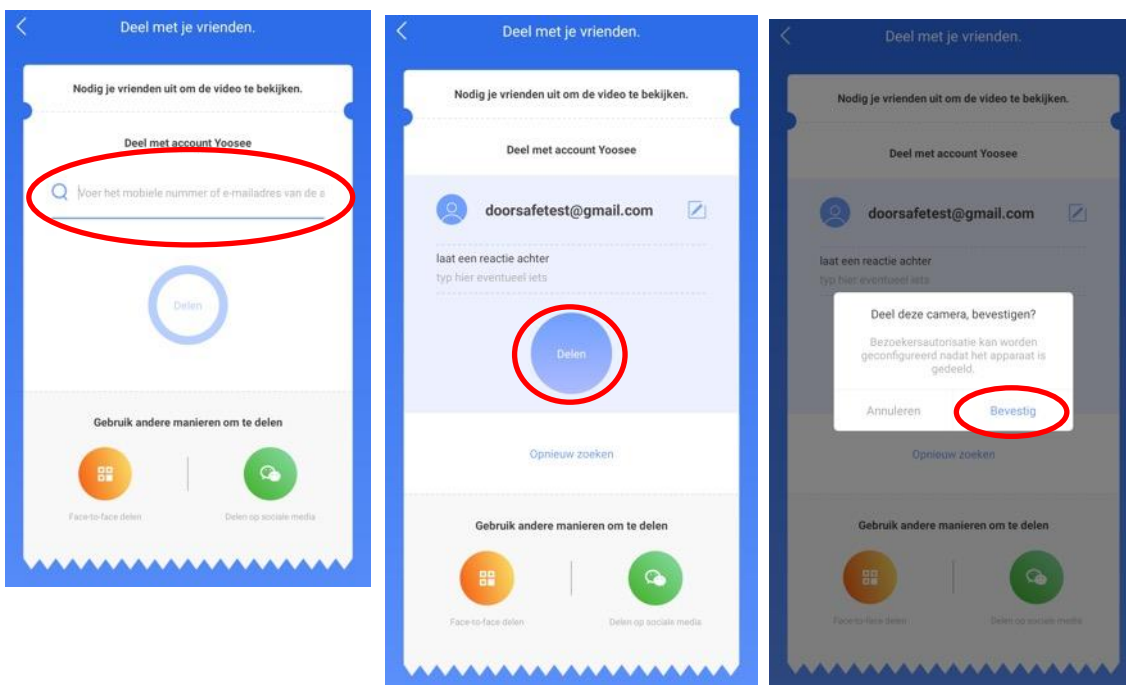 Deel met je vrienden.
Nodig je vrienden uit om de video te bekijken.
Deel met account Yoosee
Voer het mobiele nummer of e-mailadres van de a
Delen
Gebruik andere manieren om te delen
Face-to-face delen
Delen op sociale media
Deel met je vrienden.
Nodig je vrienden uit om de video te bekijken.
Deel met account Yoosee
doorsafetest@gmail.com
laat een reactie achter
typ hier eventueel iets
Delen
Opnieuw zoeken
Gebruik andere manieren om te delen
Face-to-face delen
Delen op sociale media
Deel met je vrienden.
Nodig je vrienden uit om de video te bekijken.
Deel met account Yoosee
doorsafetest@gmail.com
laat een reactie achter
typ hier eventueel iets
Deel deze camera, bevestigen?
Bezoekersautorisatie kan worden
geconfigureerd nadat het apparaat is
gedeeld.
Annuleren
Bevestig
Opnieuw zoeken
Gebruik andere manieren om te delen
Face-to-face delen
Delen op sociale media